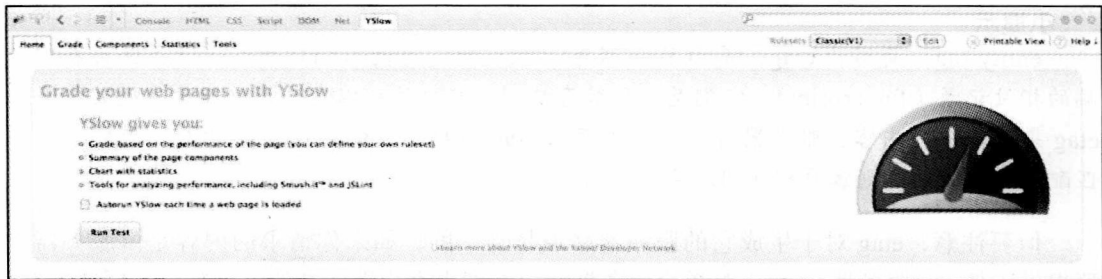 Console HTML CSS Script DOM Net YSlow
Home Grade Components Statistics Tools Rulesets Classic(V1) Edit Printable View Help
Grade your web pages with YSlow
YSlow gives you:
Grade based on the performance of the page (you can define your own ruleset)
Summary of the page components
Chart with statistics
Tools for analyzing performance, including Smush.it™ and JSLint
Autorun YSlow each time a web page is loaded
Run Test
Learn more about YSlow and the Yahoo! Developer Network